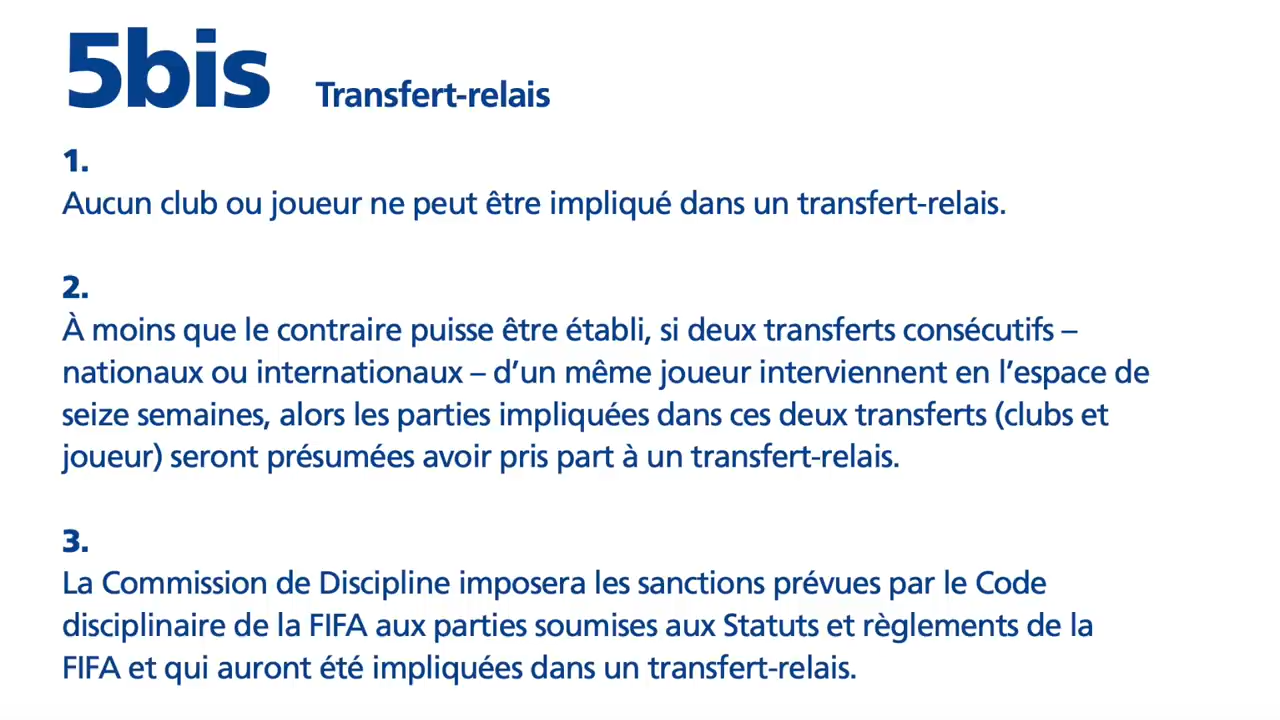 5bis Transfert-relais
1.
Aucun club ou joueur ne peut être impliqué dans un transfert-relais.
2.
À moins que le contraire puisse être établi, si deux transferts consécutifs –
nationaux ou internationaux – d’un même joueur interviennent en l’espace de
seize semaines, alors les parties impliquées dans ces deux transferts (clubs et
joueur) seront présumées avoir pris part à un transfert-relais.
3.
La Commission de Discipline imposera les sanctions prévues par le Code
disciplinaire de la FIFA aux parties soumises aux Statuts et règlements de la
FIFA et qui auront été impliquées dans un transfert-relais.